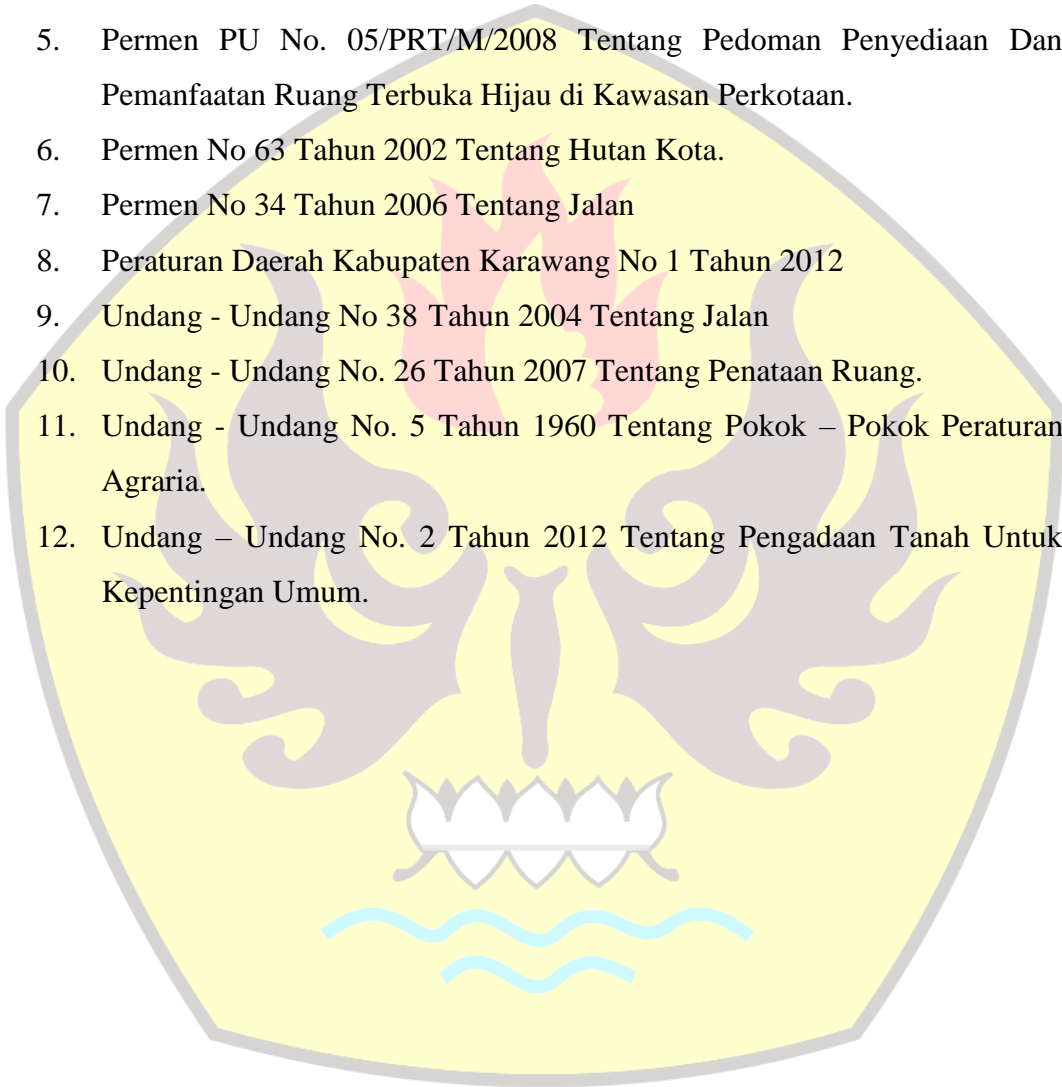 5. Permen PU No. 05/PRT/M/2008 Tentang Pedoman Penyediaan Dan
Pemanfaatan Ruang Terbuka Hijau di Kawasan Perkotaan.
6. Permen No 63 Tahun 2002 Tentang Hutan Kota.
7. Permen No 34 Tahun 2006 Tentang Jalan
8. Peraturan Daerah Kabupaten Karawang No 1 Tahun 2012
9. Undang - Undang No 38 Tahun 2004 Tentang Jalan
10. Undang - Undang No. 26 Tahun 2007 Tentang Penataan Ruang.
11. Undang - Undang No. 5 Tahun 1960 Tentang Pokok – Pokok Peraturan
Agraria.
12. Undang – Undang No. 2 Tahun 2012 Tentang Pengadaan Tanah Untuk
Kepentingan Umum.